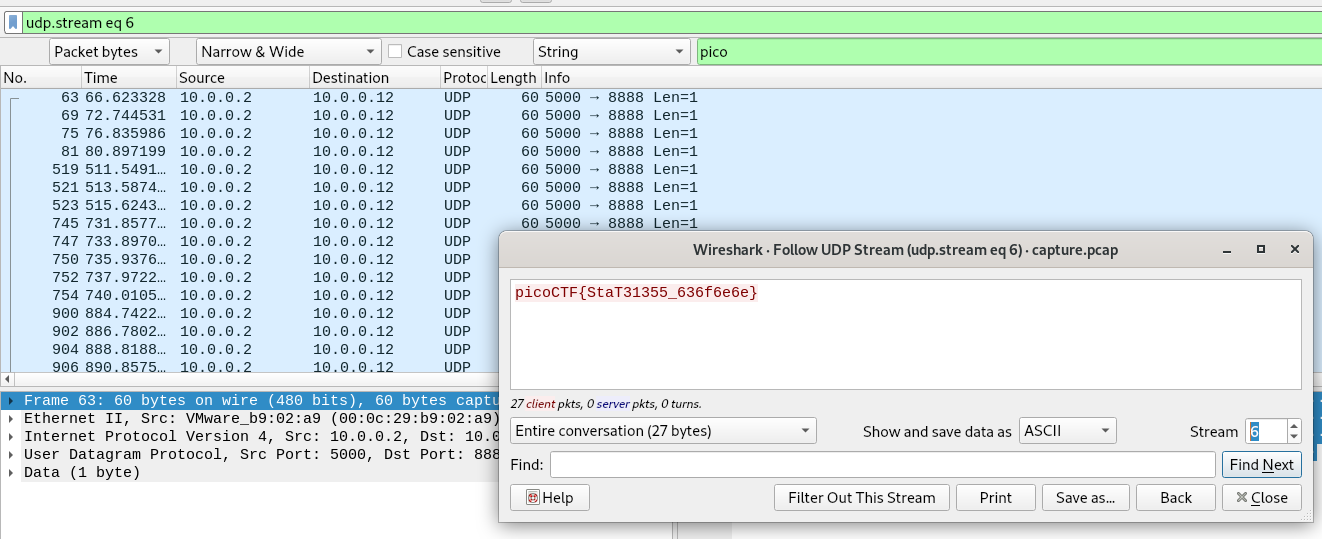 udp.stream eq 6
Packet bytes Narrow & Wide Case sensitive String pico
No. Time Source Destination Protoc Length Info
63 66.623328 10.0.0.2 10.0.0.12 UDP 60 5000 → 8888 Len=1
69 72.744531 10.0.0.2 10.0.0.12 UDP 60 5000 → 8888 Len=1
75 76.835986 10.0.0.2 10.0.0.12 UDP 60 5000 → 8888 Len=1
81 80.897199 10.0.0.2 10.0.0.12 UDP 60 5000 → 8888 Len=1
519 511.5491… 10.0.0.2 10.0.0.12 UDP 60 5000 → 8888 Len=1
521 513.5874… 10.0.0.2 10.0.0.12 UDP 60 5000 → 8888 Len=1
523 515.6243… 10.0.0.2 10.0.0.12 UDP 60 5000 → 8888 Len=1
745 731.8577… 10.0.0.2 10.0.0.12 UDP 60 5000 → 8888 Len=1
747 733.8970… 10.0.0.2 10.0.0.12 UDP
750 735.9376… 10.0.0.2 10.0.0.12 UDP
752 737.9722… 10.0.0.2 10.0.0.12 UDP
754 740.0105… 10.0.0.2 10.0.0.12 UDP
900 884.7422… 10.0.0.2 10.0.0.12 UDP
902 886.7802… 10.0.0.2 10.0.0.12 UDP
904 888.8188… 10.0.0.2 10.0.0.12 UDP
906 890.8575… 10.0.0.2 10.0.0.12 UDP
Frame 63: 60 bytes on wire (480 bits), 60 bytes captu
Ethernet II, Src: VMware_b9:02:a9 (00:0c:29:b9:02:a9)
Internet Protocol Version 4, Src: 10.0.0.2, Dst: 10.0
User Datagram Protocol, Src Port: 5000, Dst Port: 888
Data (1 byte)
Wireshark · Follow UDP Stream (udp.stream eq 6) · capture.pcap
picoCTF{StaT31355_636f6e6e}
27 client pkts, 0 server pkts, 0 turns.
Entire conversation (27 bytes) Show and save data as ASCII Stream 6
Find: Find Next
Help Filter Out This Stream Print Save as… Back Close